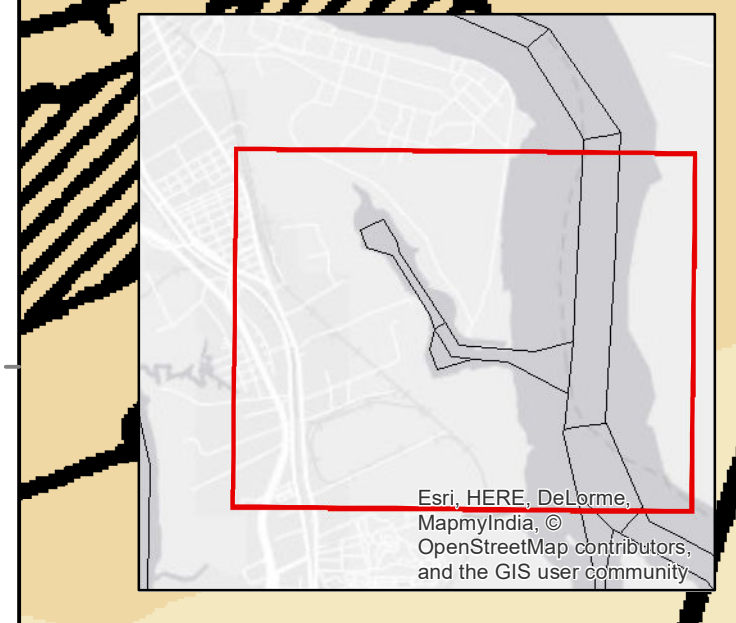 Esri, HERE, DeLorme,
MapmyIndia, ©
OpenStreetMap contributors,
and the GIS user community